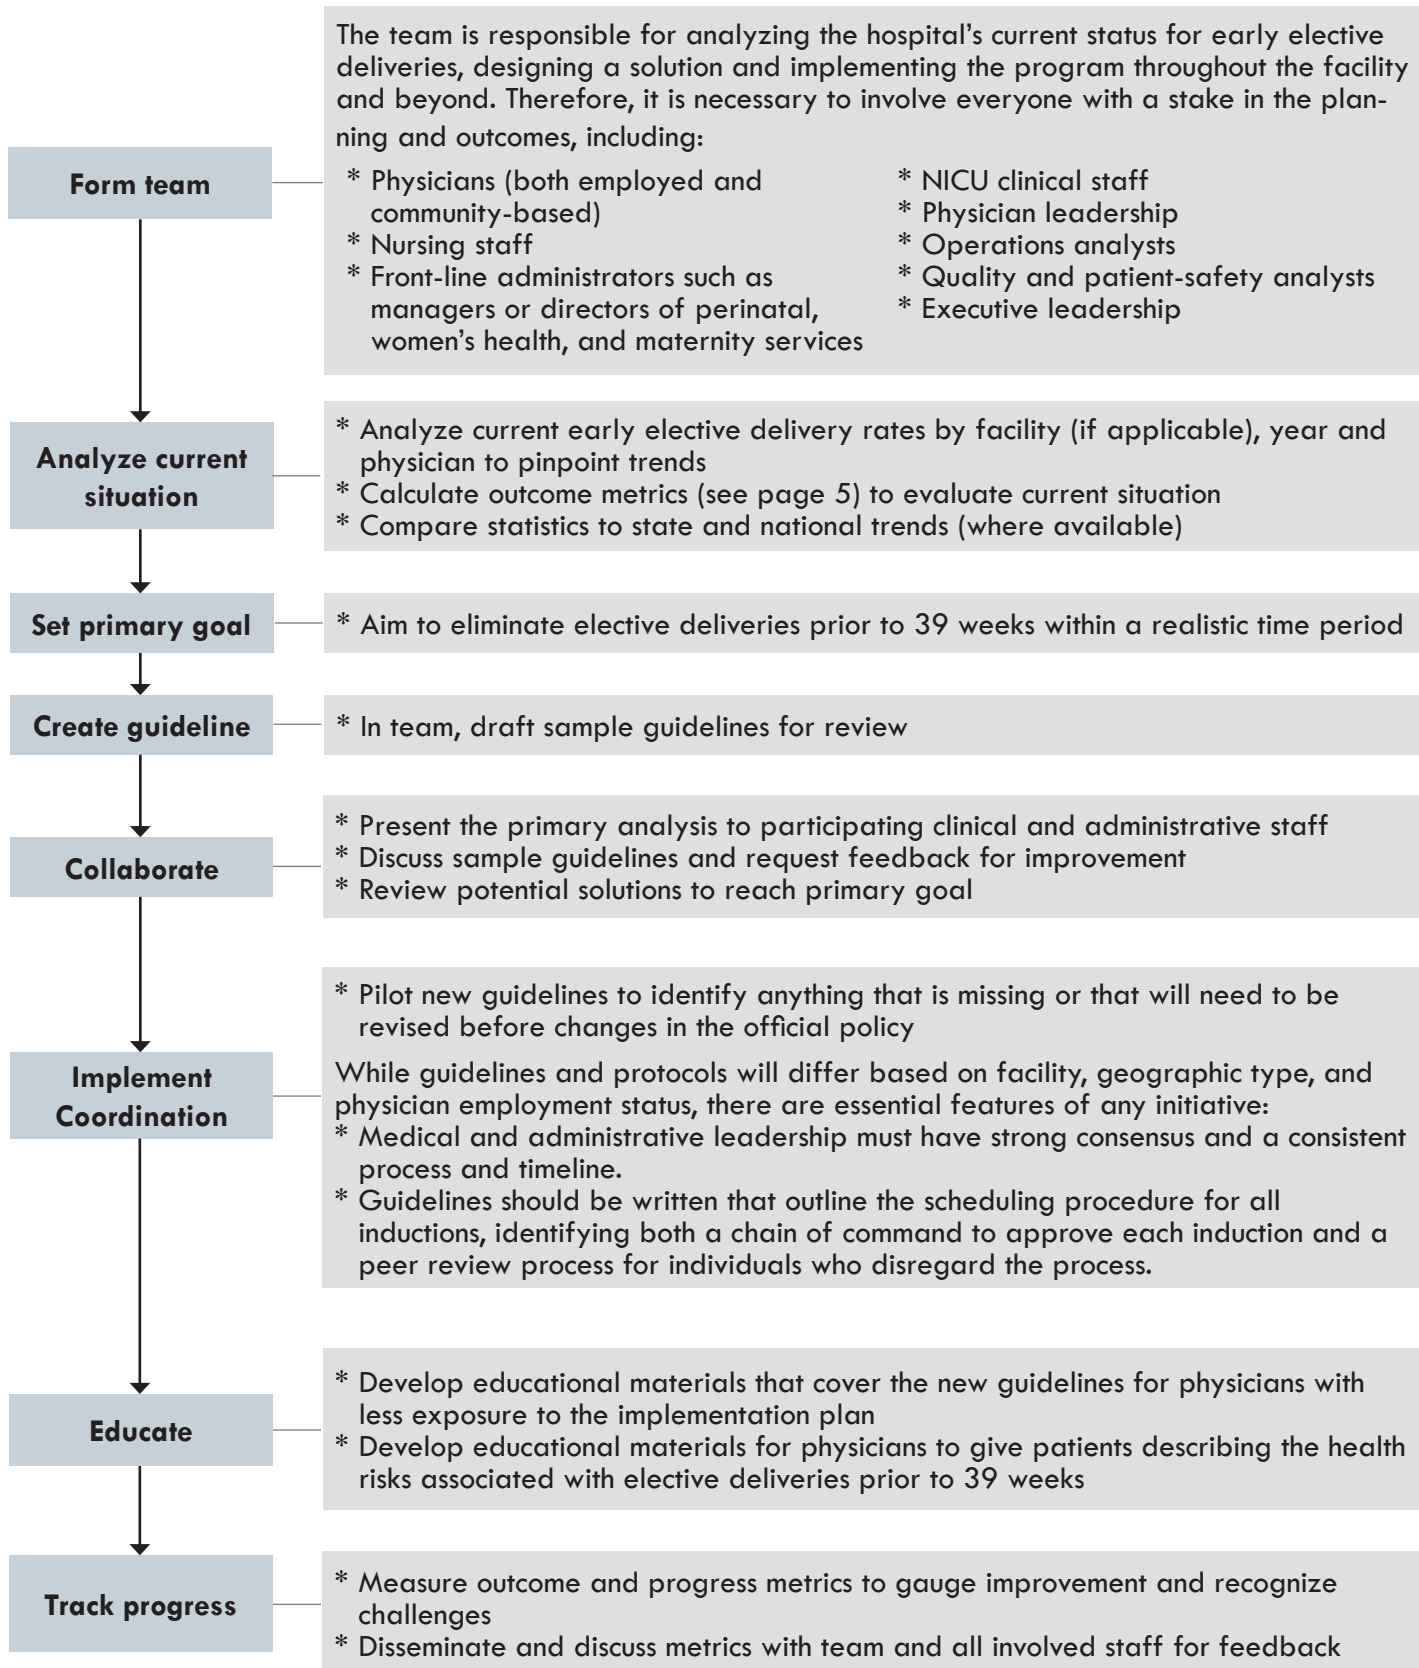 The team is responsible for analyzing the hospital’s current status for early elective
deliveries, designing a solution and implementing the program throughout the facility
and beyond. Therefore, it is necessary to involve everyone with a stake in the plan-
ning and outcomes, including:
Form team
* Physicians (both employed and
community-based)
* Nursing staff
* Front-line administrators such as
managers or directors of perinatal,
women’s health, and maternity services
* NICU clinical staff
* Physician leadership
* Operations analysts
* Quality and patient-safety analysts
* Executive leadership
Analyze current
situation
* Analyze current early elective delivery rates by facility (if applicable), year and
physician to pinpoint trends
* Calculate outcome metrics (see page 5) to evaluate current situation
* Compare statistics to state and national trends (where available)
Set primary goal
* Aim to eliminate elective deliveries prior to 39 weeks within a realistic time period
Create guideline
* In team, draft sample guidelines for review
Collaborate
* Present the primary analysis to participating clinical and administrative staff
* Discuss sample guidelines and request feedback for improvement
* Review potential solutions to reach primary goal
Implement
Coordination
* Pilot new guidelines to identify anything that is missing or that will need to be
revised before changes in the official policy
While guidelines and protocols will differ based on facility, geographic type, and
physician employment status, there are essential features of any initiative:
* Medical and administrative leadership must have strong consensus and a consistent
process and timeline.
* Guidelines should be written that outline the scheduling procedure for all
inductions, identifying both a chain of command to approve each induction and a
peer review process for individuals who disregard the process.
Educate
* Develop educational materials that cover the new guidelines for physicians with
less exposure to the implementation plan
* Develop educational materials for physicians to give patients describing the health
risks associated with elective deliveries prior to 39 weeks
Track progress
* Measure outcome and progress metrics to gauge improvement and recognize
challenges
* Disseminate and discuss metrics with team and all involved staff for feedback